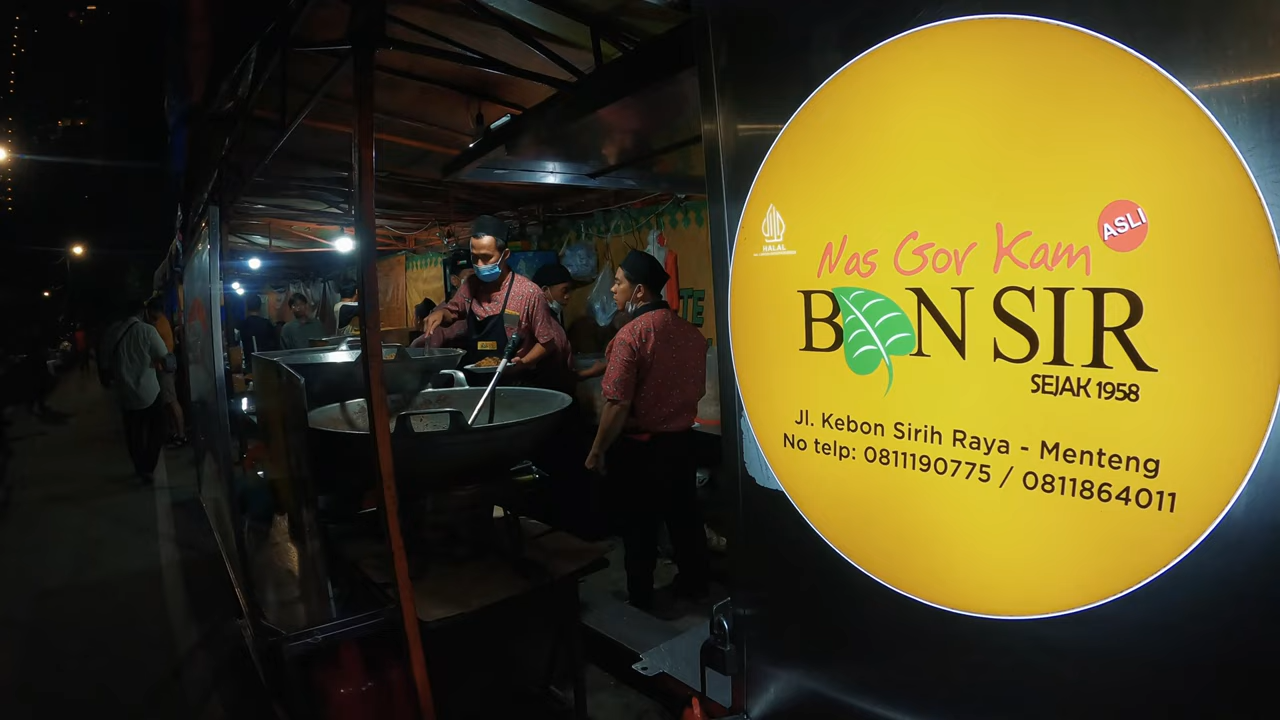 HALAL
Nas Gor Kam
ASLI
BON SIR
SEJAK 1958
Jl. Kebon Sirih Raya - Menteng
No telp: 0811190775 / 0811864011